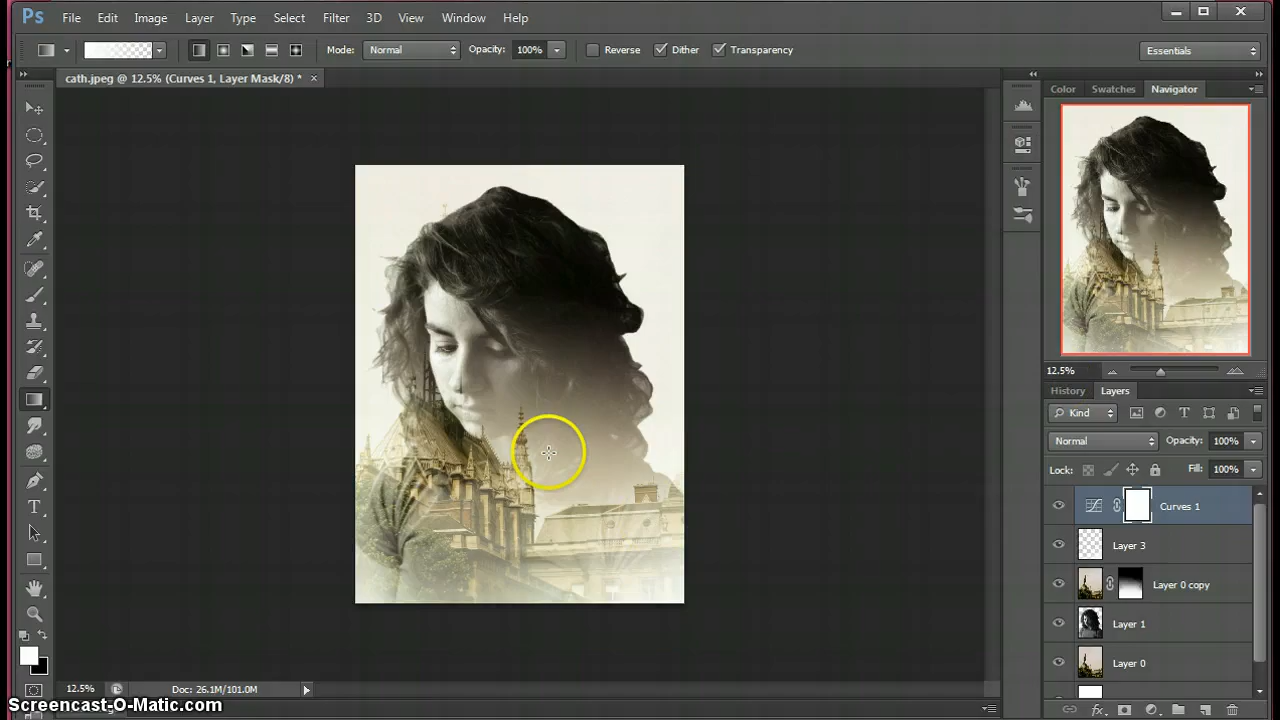 Ps File Edit Image Layer Type Select Filter 3D View Window Help
Mode: Normal Opacity: 100% Reverse Dither Transparency Essentials
cath.jpeg @ 12.5% (Curves 1, Layer Mask/8) *
Color Swatches Navigator
12.5%
History Layers
Kind
Normal Opacity: 100%
Lock: Fill: 100%
Curves 1
Layer 3
Layer 0 copy
Layer 1
Layer 0
12.5% Doc: 26.1M/101.0M
Screencast-O-Matic.com